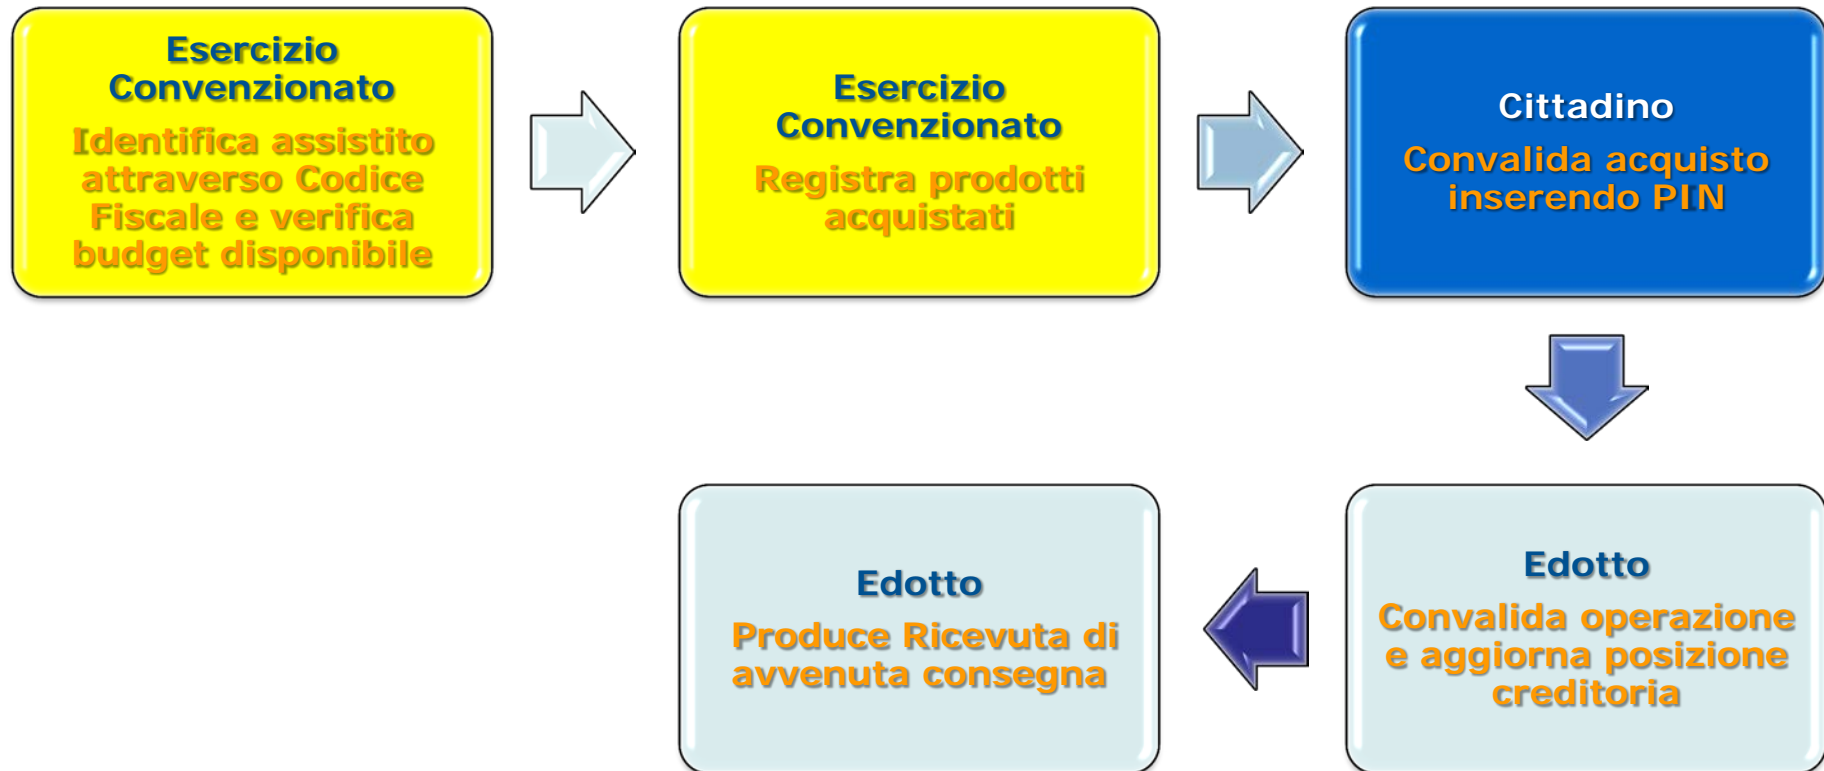 Esercizio
Convenzionato
Identifica assistito
attraverso Codice
Fiscale e verifica
budget disponibile
Esercizio
Convenzionato
Registra prodotti
acquistati
Cittadino
Convalida acquisto
inserendo PIN
Edotto
Convalida operazione
e aggiorna posizione
creditoria
Edotto
Produce Ricevuta di
avvenuta consegna